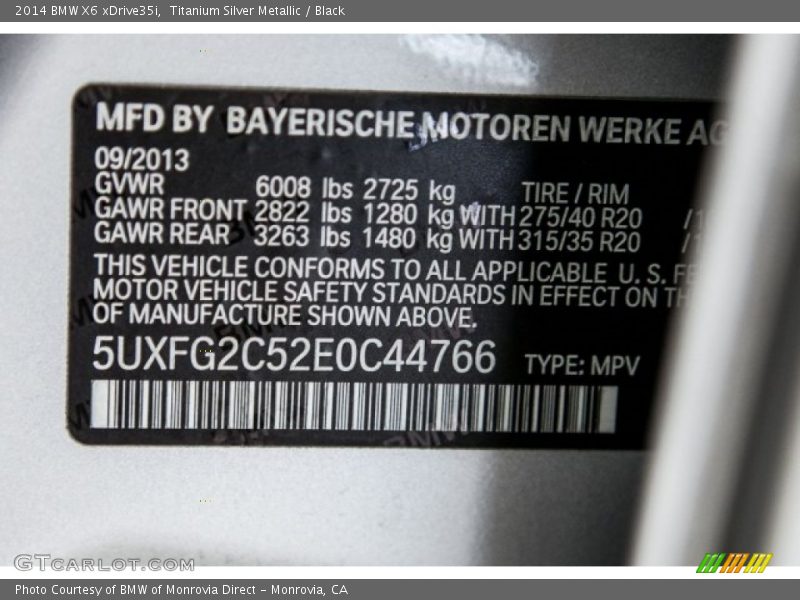 2014 BMW X6 xDrive35i,  Titanium Silver Metallic / Black
MFD BY BAYERISCHE MOTOREN WERKE AG
09/2013
GVWR 6008 lbs 2725 kg TIRE / RIM
GAWR FRONT 2822 lbs 1280 kg WITH 275/40 R20
GAWR REAR 3263 lbs 1480 kg WITH 315/35 R20
THIS VEHICLE CONFORMS TO ALL APPLICABLE U.S.
MOTOR VEHICLE SAFETY STANDARDS IN EFFECT ON
OF MANUFACTURE SHOWN ABOVE.
5UXFG2C52E0C44766 TYPE: MPV
GTcarlot.com
Photo Courtesy of BMW of Monrovia Direct - Monrovia, CA